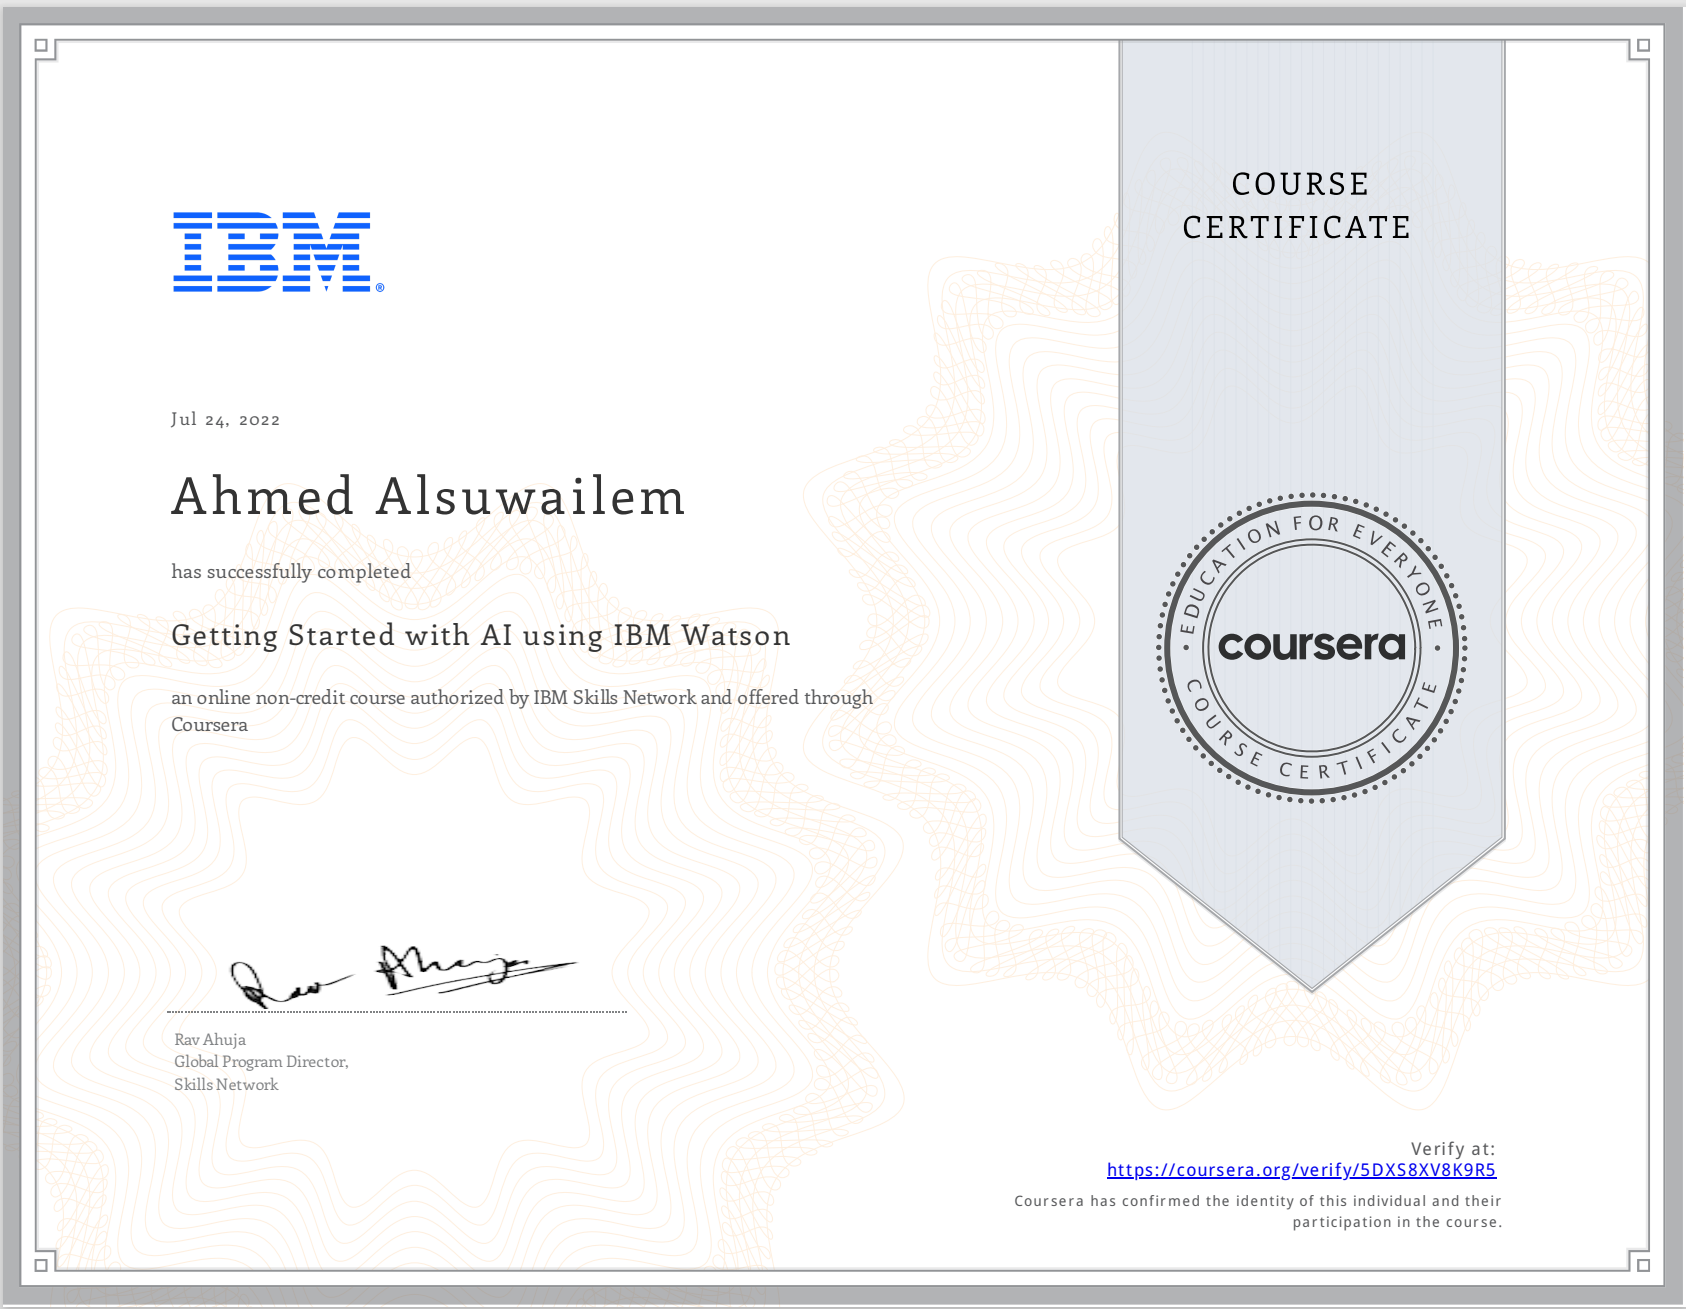 IBM®
COURSE
CERTIFICATE
Jul 24, 2022
Ahmed Alsuwailem
has successfully completed
Getting Started with AI using IBM Watson
an online non-credit course authorized by IBM Skills Network and offered through
Coursera
EDUCATION FOR EVERYONE
coursera
COURSE CERTIFICATE
Rav Ahuja
Rav Ahuja
Global Program Director,
Skills Network
Verify at:
https://coursera.org/verify/5DXS8XV8K9R5
Coursera has confirmed the identity of this individual and their
participation in the course.